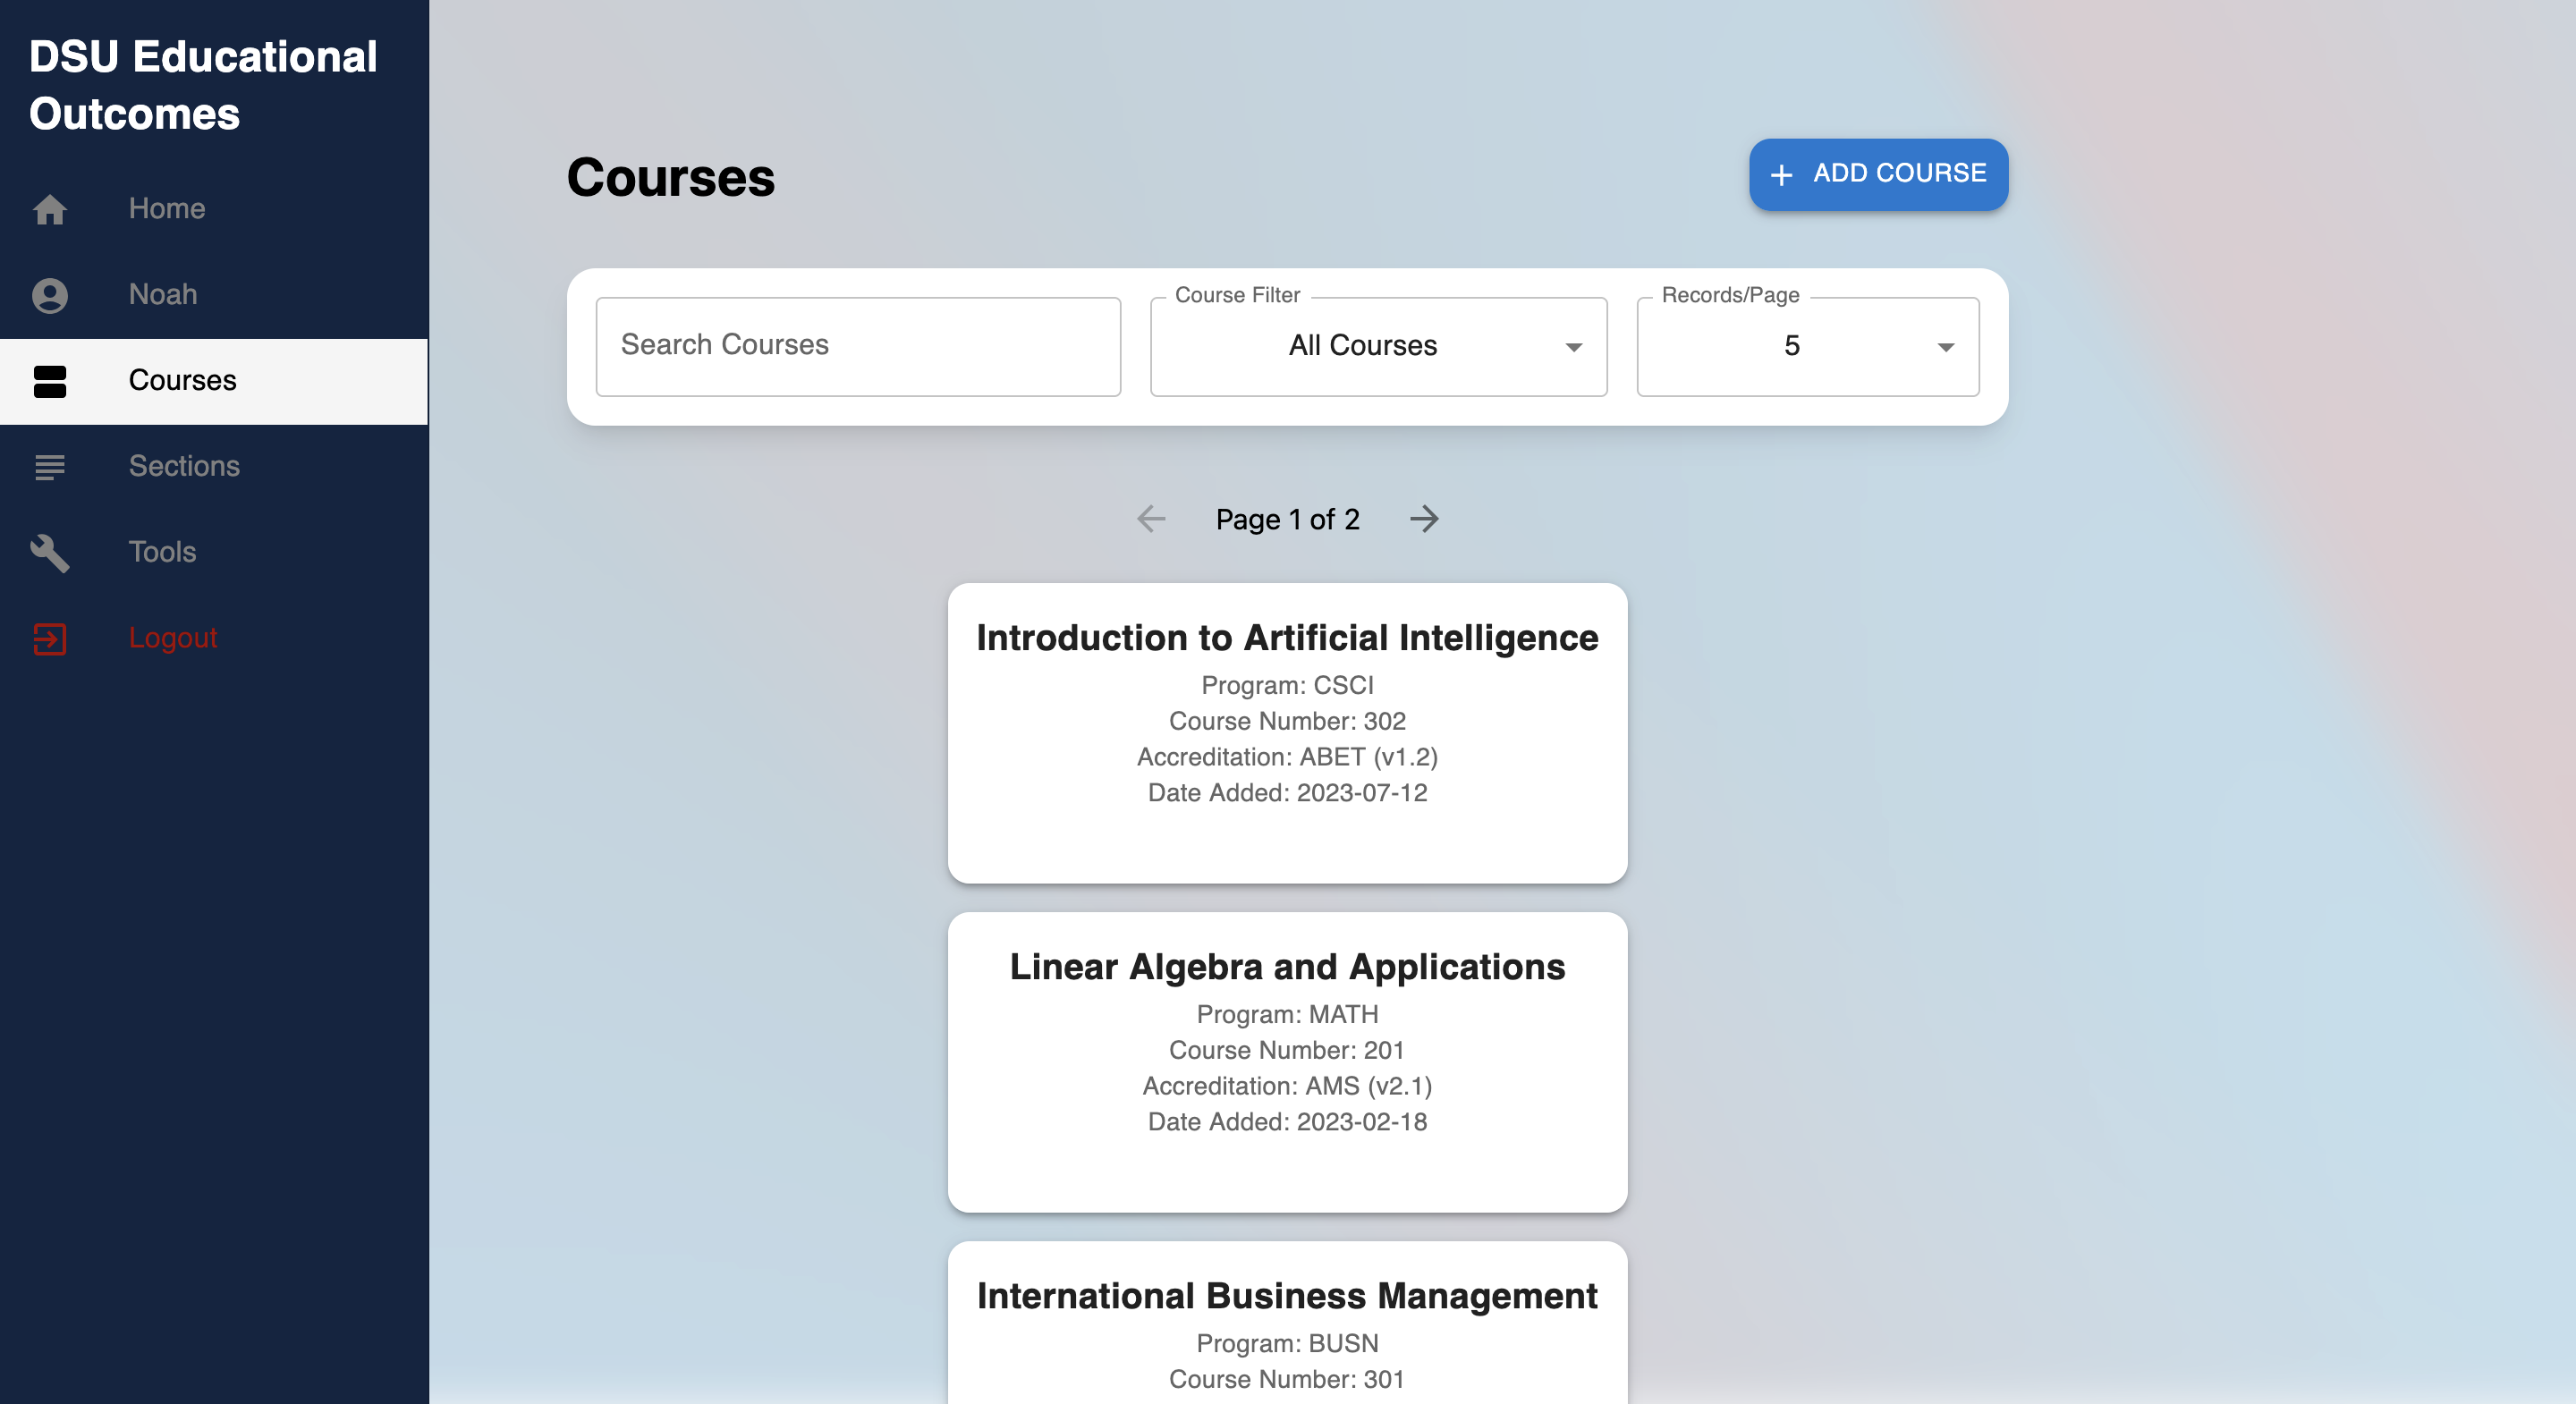 DSU Educational
Outcomes
Home
Noah
Courses
Sections
Tools
Logout
Courses
+ ADD COURSE
Search Courses
Course Filter
All Courses
Records/Page
5
Page 1 of 2
Introduction to Artificial Intelligence
Program: CSCI
Course Number: 302
Accreditation: ABET (v1.2)
Date Added: 2023-07-12
Linear Algebra and Applications
Program: MATH
Course Number: 201
Accreditation: AMS (v2.1)
Date Added: 2023-02-18
International Business Management
Program: BUSN
Course Number: 301